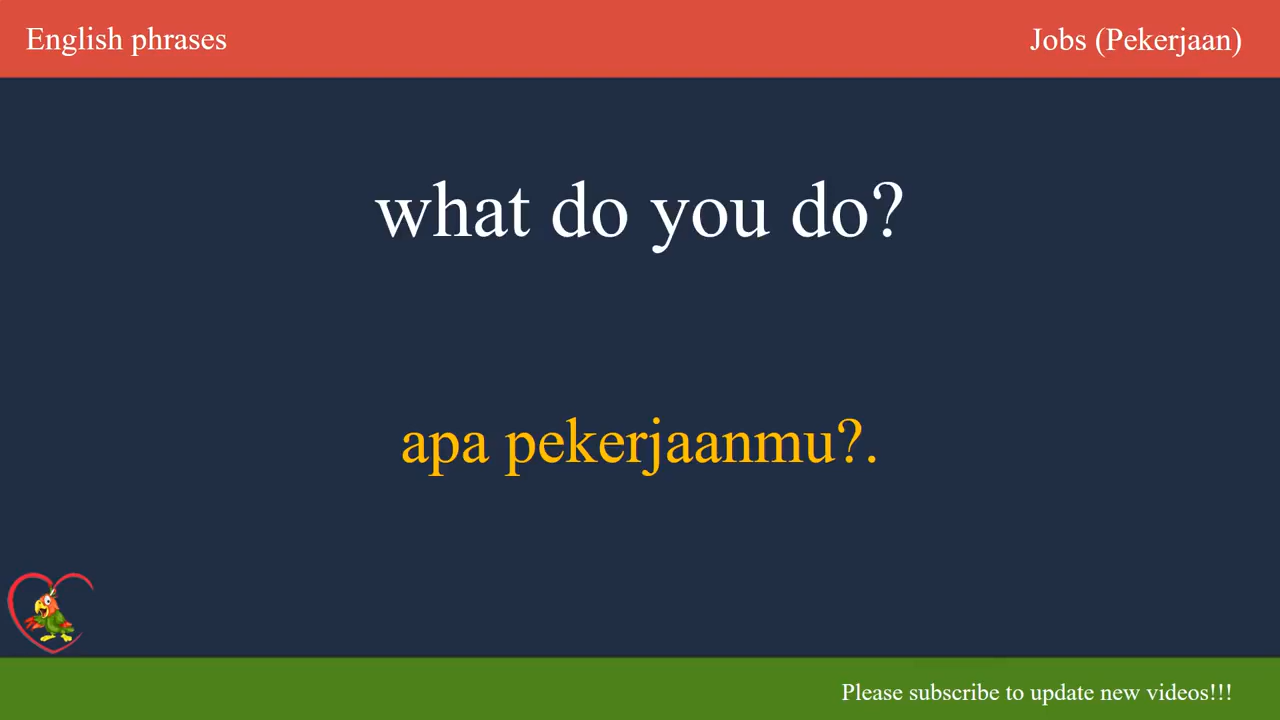 English phrases
Jobs (Pekerjaan)
what do you do?
apa pekerjaanmu?.
Please subscribe to update new videos!!!